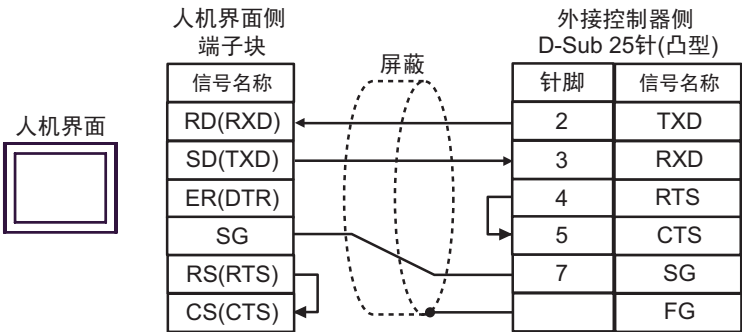 人机界面侧
端子块
外接控制器侧
D-Sub 25针(凸型)
屏蔽
人机界面
信号名称
针脚 信号名称
RD(RXD) 2 TXD
SD(TXD) 3 RXD
ER(DTR) 4 RTS
SG 5 CTS
RS(RTS) 7 SG
CS(CTS) FG